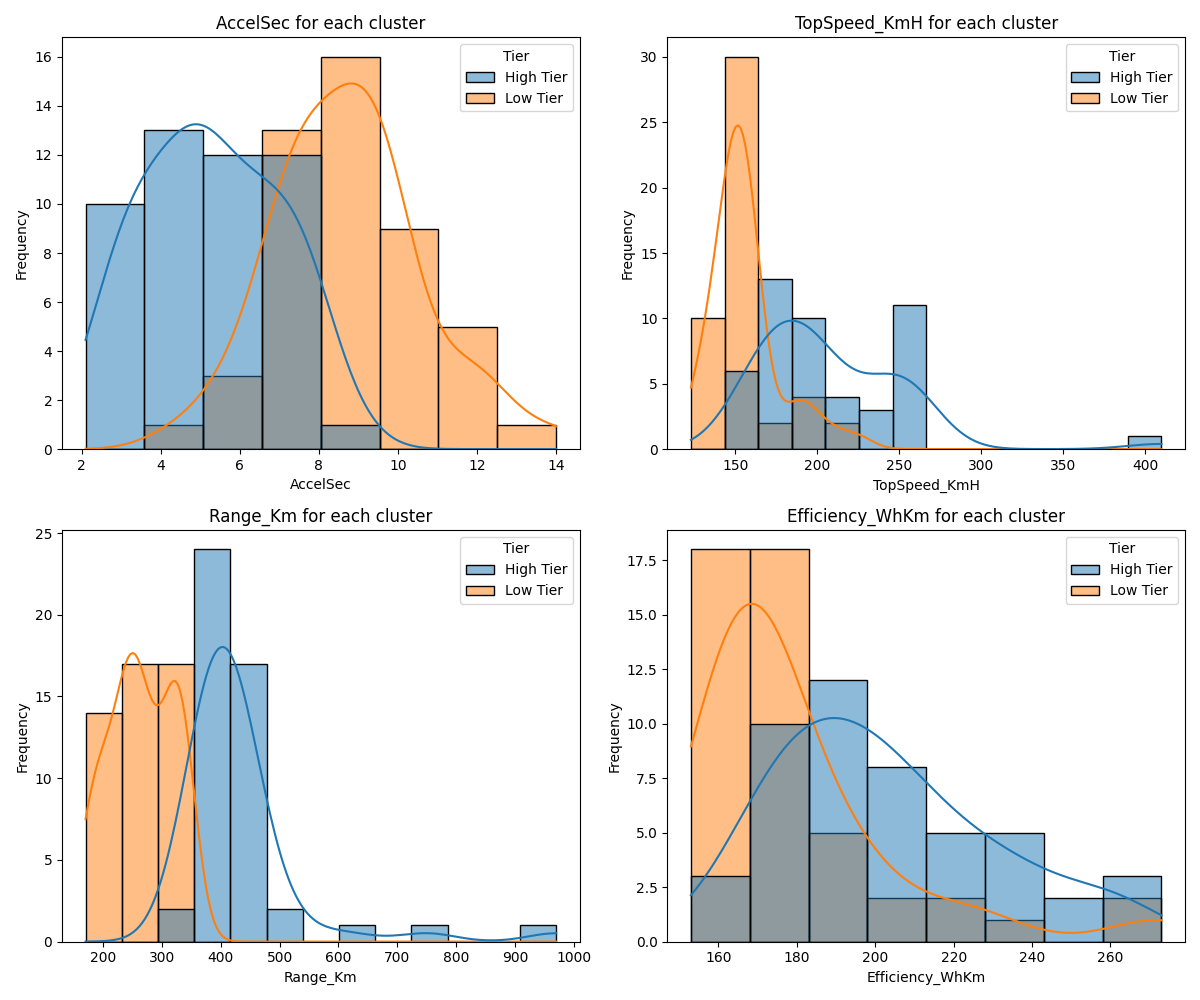 AccelSec for each cluster
Tier
High Tier
Low Tier
16
14
12
10
8
6
4
2
0
Frequency
2 4 6 8 10 12 14
AccelSec
TopSpeed_KmH for each cluster
Tier
High Tier
Low Tier
30
25
20
15
10
5
0
Frequency
150 200 250 300 350 400
TopSpeed_KmH
Range_Km for each cluster
Tier
High Tier
Low Tier
25
20
15
10
5
0
Frequency
200 300 400 500 600 700 800 900 1000
Range_Km
Efficiency_WhKm for each cluster
Tier
High Tier
Low Tier
17.5
15.0
12.5
10.0
7.5
5.0
2.5
0.0
Frequency
160 180 200 220 240 260
Efficiency_WhKm